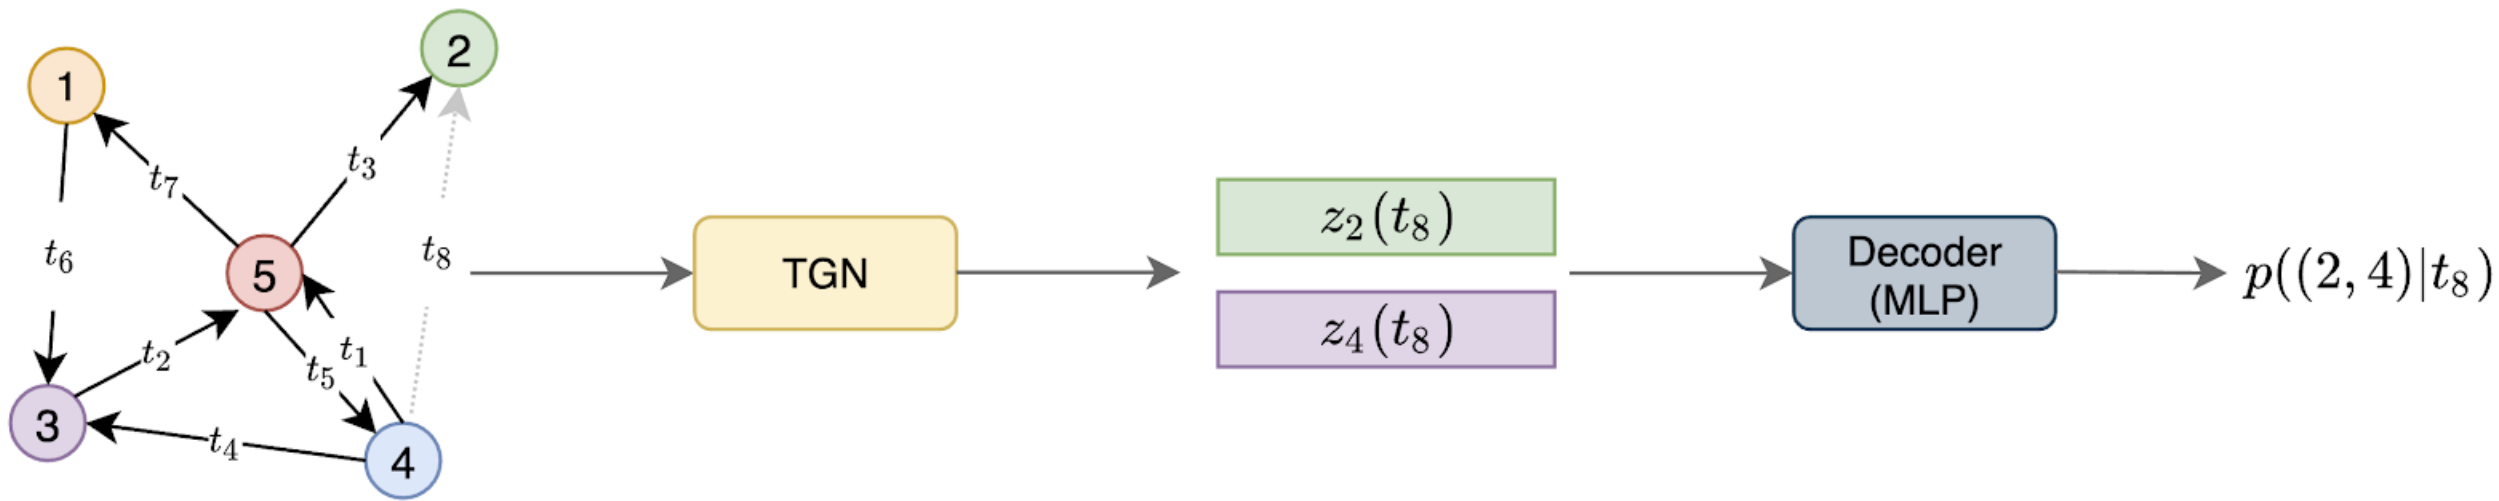 1
2
t₃
t₇
t₆
t₈
5
t₂
t₁
t₅
3
t₄
4
TGN
z₂(t₈)
z₄(t₈)
Decoder
(MLP)
p((2, 4)|t₈)